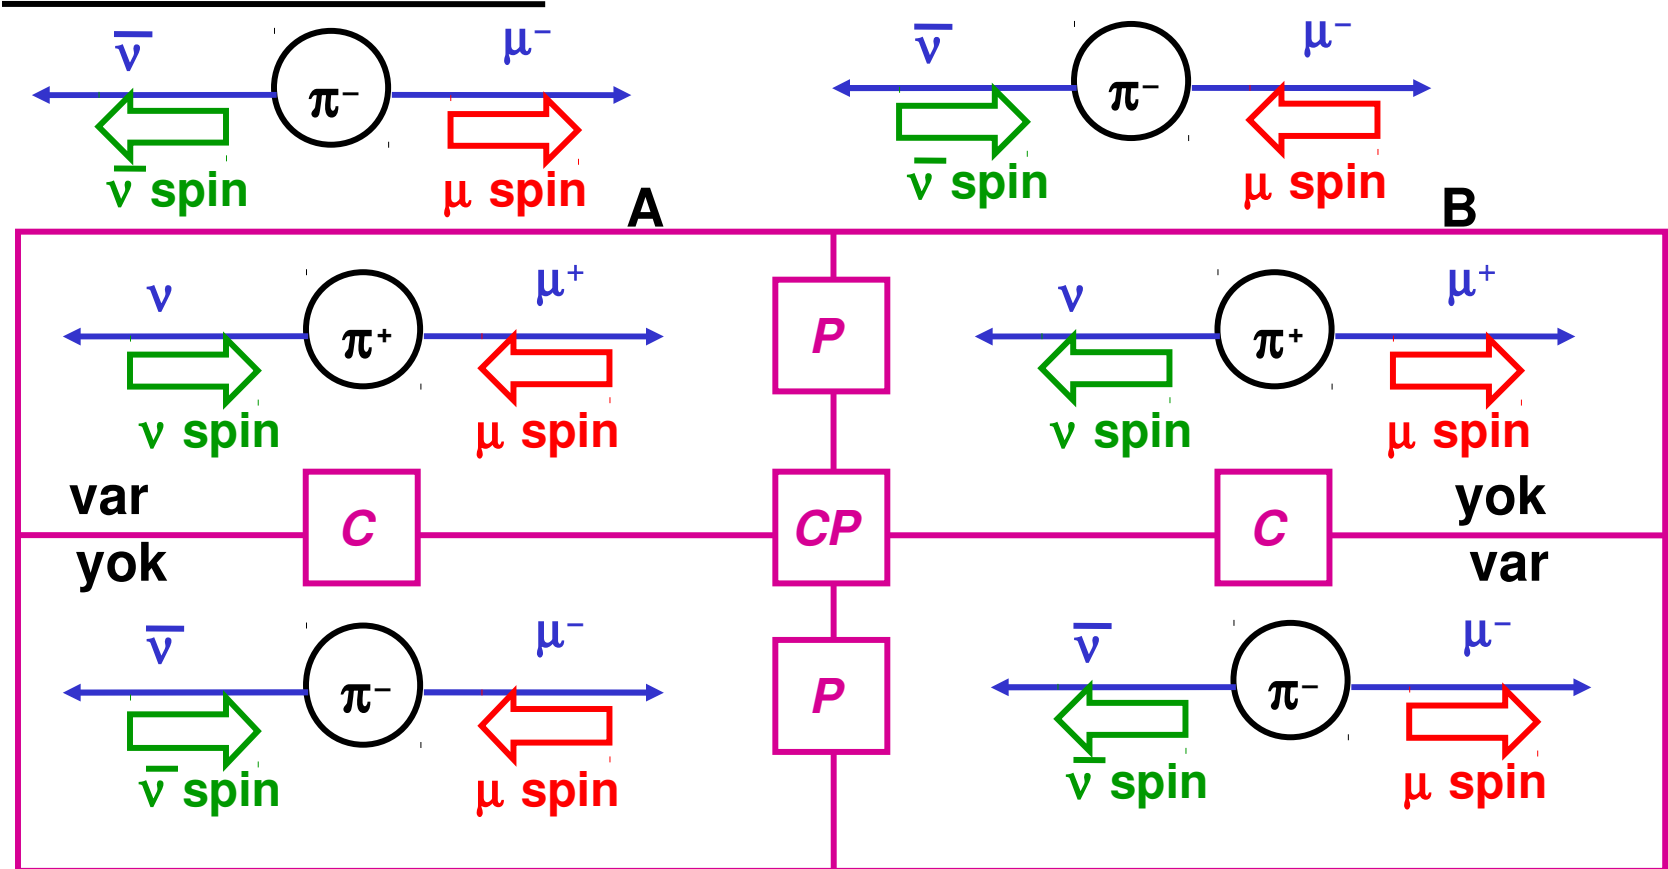 ν̅ π⁻ μ⁻
ν̅ spin μ spin A
ν̅ π⁻ μ⁻
ν̅ spin μ spin B
ν π⁺ μ⁺
ν spin μ spin
P
ν π⁺ μ⁺
ν spin μ spin
var C CP C yok
yok var
ν̅ π⁻ μ⁻
ν̅ spin μ spin
P
ν̅ π⁻ μ⁻
ν̅ spin μ spin